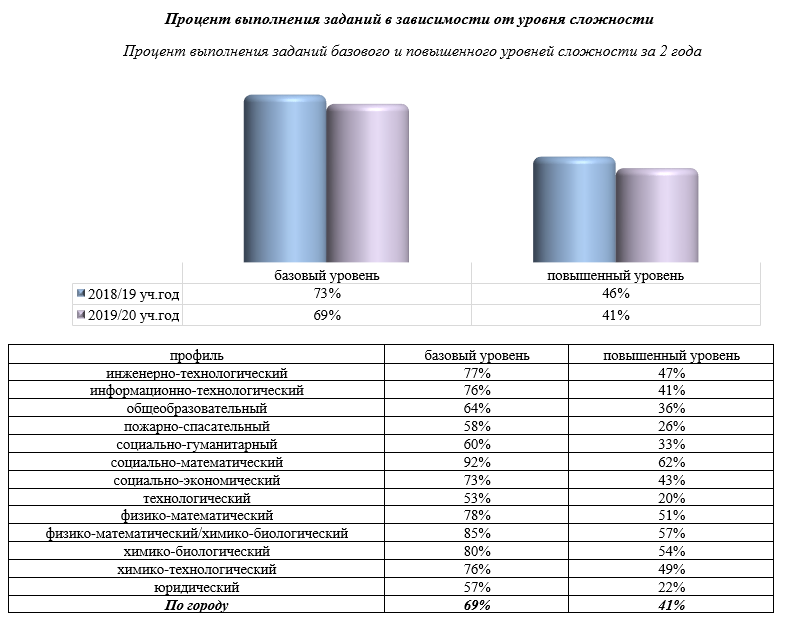 Процент выполнения заданий в зависимости от уровня сложности
Процент выполнения заданий базового и повышенного уровней сложности за 2 года
базовый уровень повышенный уровень
2018/19 уч.год 73% 46%
2019/20 уч.год 69% 41%
профиль базовый уровень повышенный уровень
инженерно-технологический 77% 47%
информационно-технологический 76% 41%
общеобразовательный 64% 36%
пожарно-спасательный 58% 26%
социально-гуманитарный 60% 33%
социально-математический 92% 62%
социально-экономический 73% 43%
технологический 53% 20%
физико-математический 78% 51%
физико-математический/химико-биологический 85% 57%
химико-биологический 80% 54%
химико-технологический 76% 49%
юридический 57% 22%
По городу 69% 41%